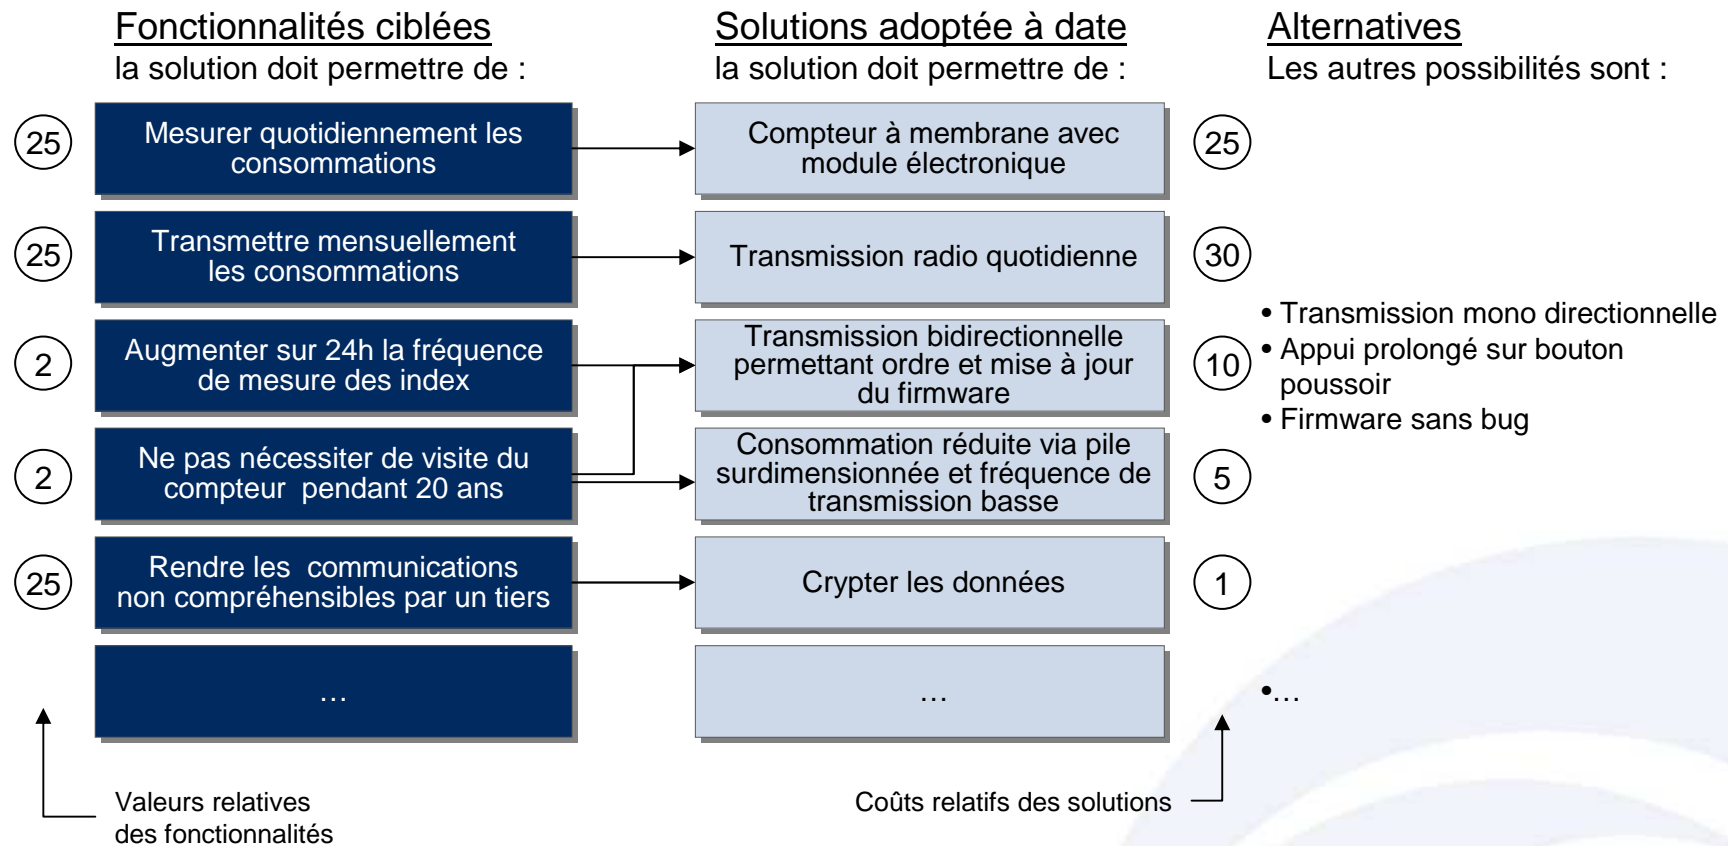 Fonctionnalités ciblées
la solution doit permettre de :
Solutions adoptée à date
la solution doit permettre de :
Alternatives
Les autres possibilités sont :
25
Mesurer quotidiennement les
consommations
Compteur à membrane avec
module électronique
25
25
Transmettre mensuellement
les consommations
Transmission radio quotidienne
30
2
Augmenter sur 24h la fréquence
de mesure des index
Transmission bidirectionnelle
permettant ordre et mise à jour
du firmware
10
• Transmission mono directionnelle
• Appui prolongé sur bouton
poussoir
• Firmware sans bug
2
Ne pas nécessiter de visite du
compteur pendant 20 ans
Consommation réduite via pile
surdimensionnée et fréquence de
transmission basse
5
25
Rendre les communications
non compréhensibles par un tiers
Crypter les données
1
…
…
•…
Valeurs relatives
des fonctionnalités
Coûts relatifs des solutions